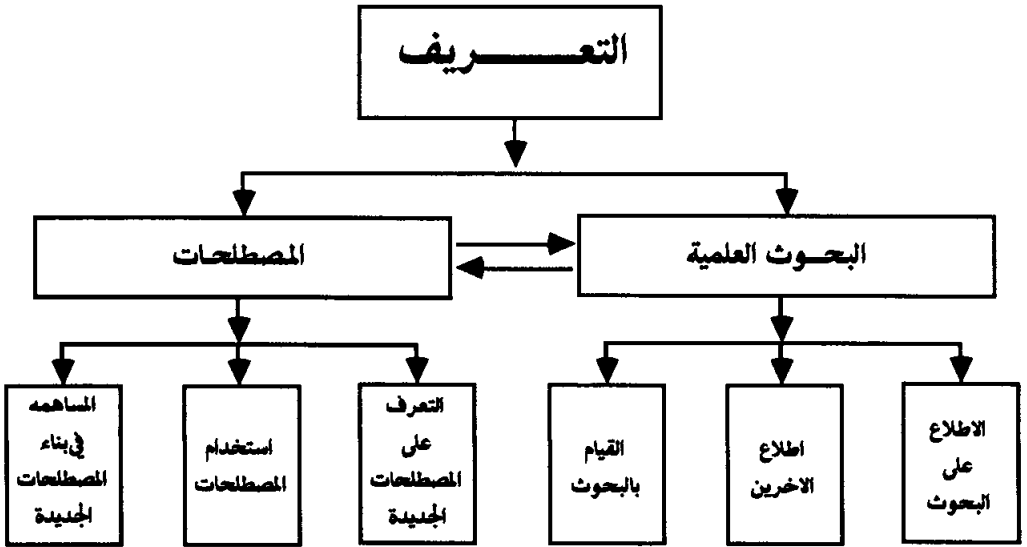 التعـــــريف
البحـــوث العلمية
المصطلحات
الاطلاع
على
البحوث
اطلاع
الاخرين
القيام
بالبحوث
التعرف
على
المصطلحات
الجديدة
استخدام
المصطلحات
المساهمه
في بناء
المصطلحات
الجديدة